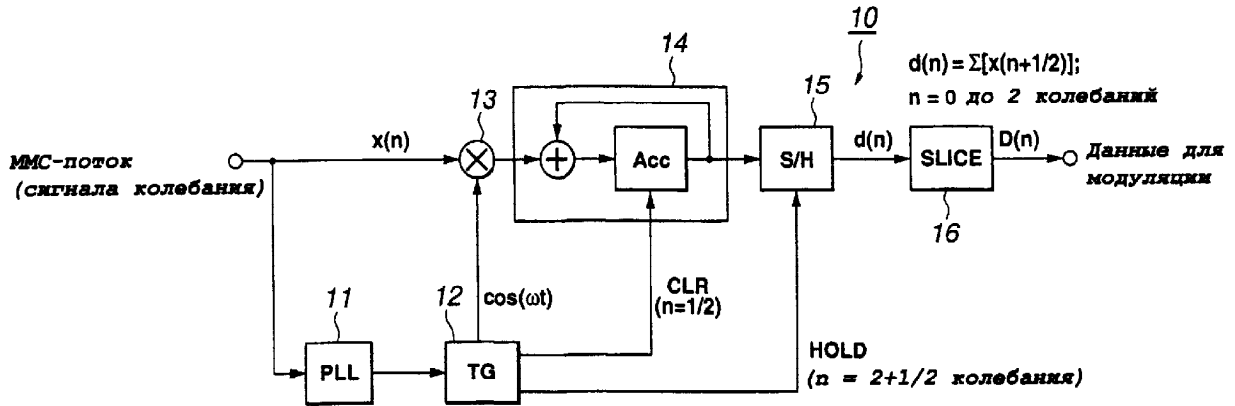 10
14
d(n) = Σ[x(n+1/2)];
n = 0 до 2 колебаний
13
15
ММС-поток
(сигнала колебания)
x(n)
Acc
S/H
d(n)
SLICE
D(n)
Данные для
модуляции
16
11
12
cos(ωt)
CLR
(n=1/2)
PLL
TG
HOLD
(n = 2+1/2 колебания)